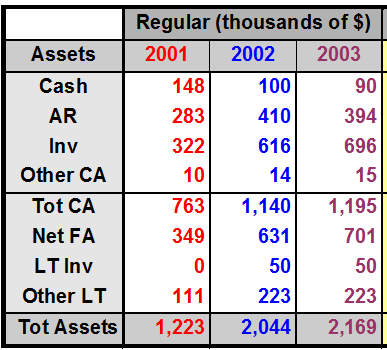 Regular (thousands of $)
Assets 2001 2002 2003
Cash 148 100 90
AR 283 410 394
Inv 322 616 696
Other CA 10 14 15
Tot CA 763 1,140 1,195
Net FA 349 631 701
LT Inv 0 50 50
Other LT 111 223 223
Tot Assets 1,223 2,044 2,169